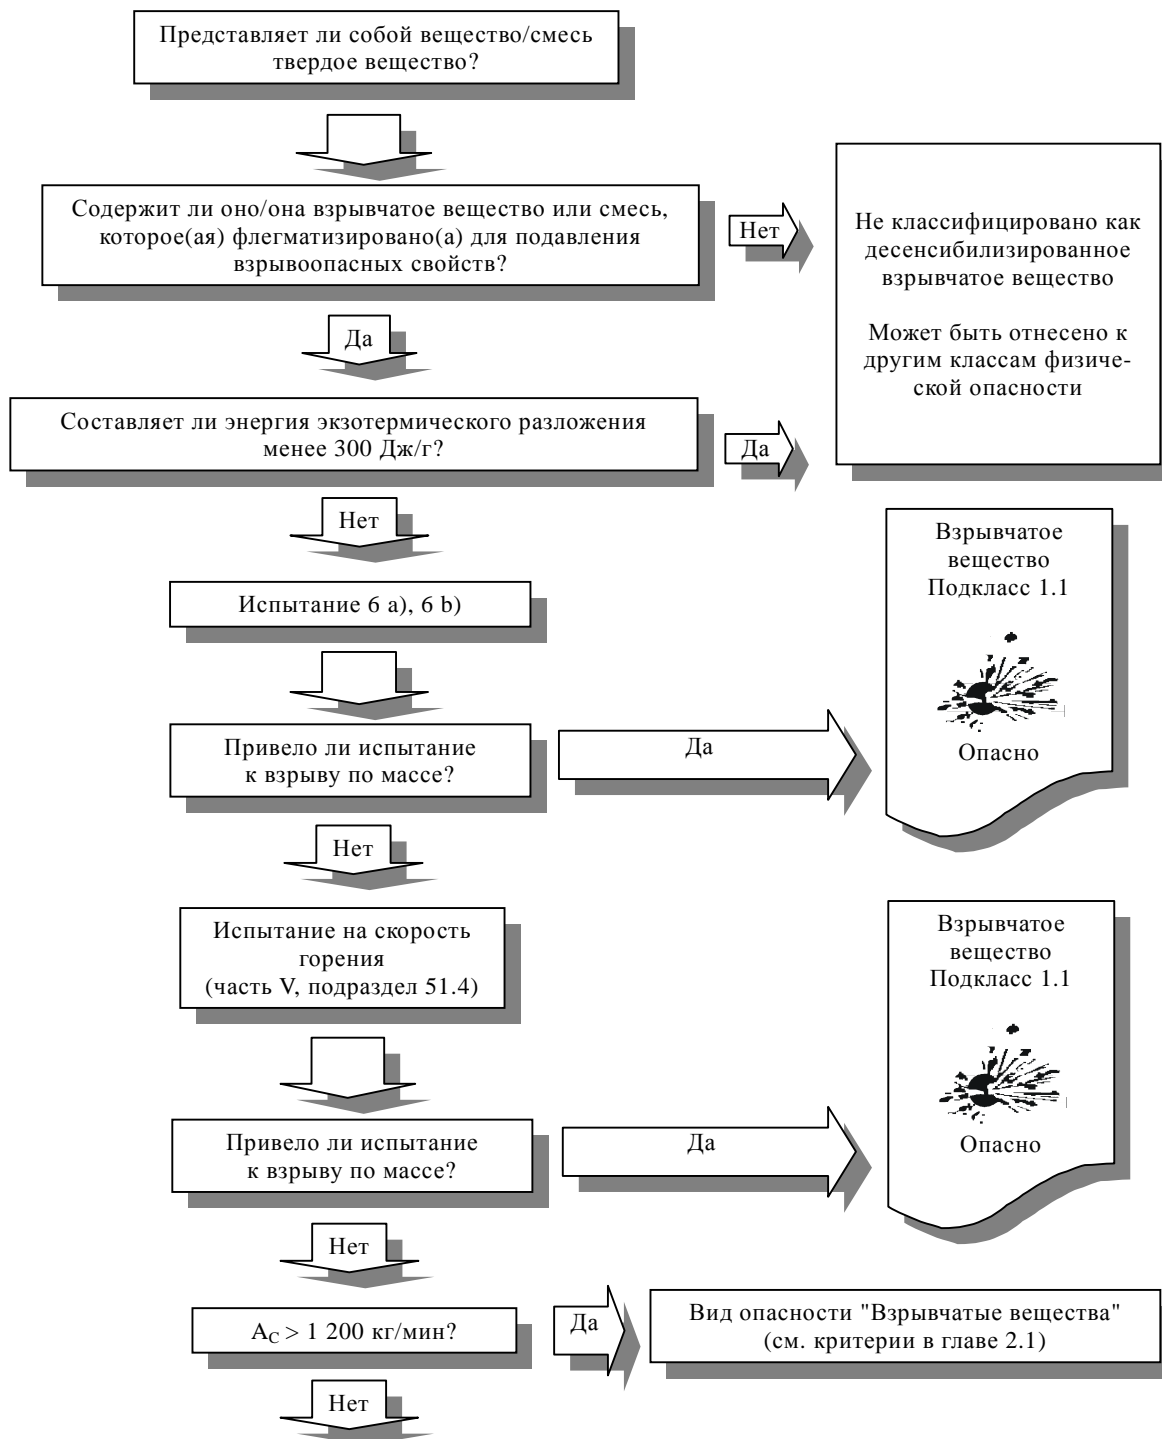 Представляет ли собой вещество/смесь
твердое вещество?
Содержит ли оно/она взрывчатое вещество или смесь,
которое(ая) флегматизировано(а) для подавления
взрывоопасных свойств?
Нет
Не классифицировано как
десенсибилизированное
взрывчатое вещество
Может быть отнесено к
другим классам физиче-
ской опасности
Да
Составляет ли энергия экзотермического разложения
менее 300 Дж/г?
Да
Нет
Испытание 6 a), 6 b)
Взрывчатое
вещество
Подкласс 1.1
Опасно
Привело ли испытание
к взрыву по массе?
Да
Нет
Испытание на скорость
горения
(часть V, подраздел 51.4)
Взрывчатое
вещество
Подкласс 1.1
Опасно
Привело ли испытание
к взрыву по массе?
Да
Нет
AC > 1 200 кг/мин?
Да
Вид опасности "Взрывчатые вещества"
(см. критерии в главе 2.1)
Нет